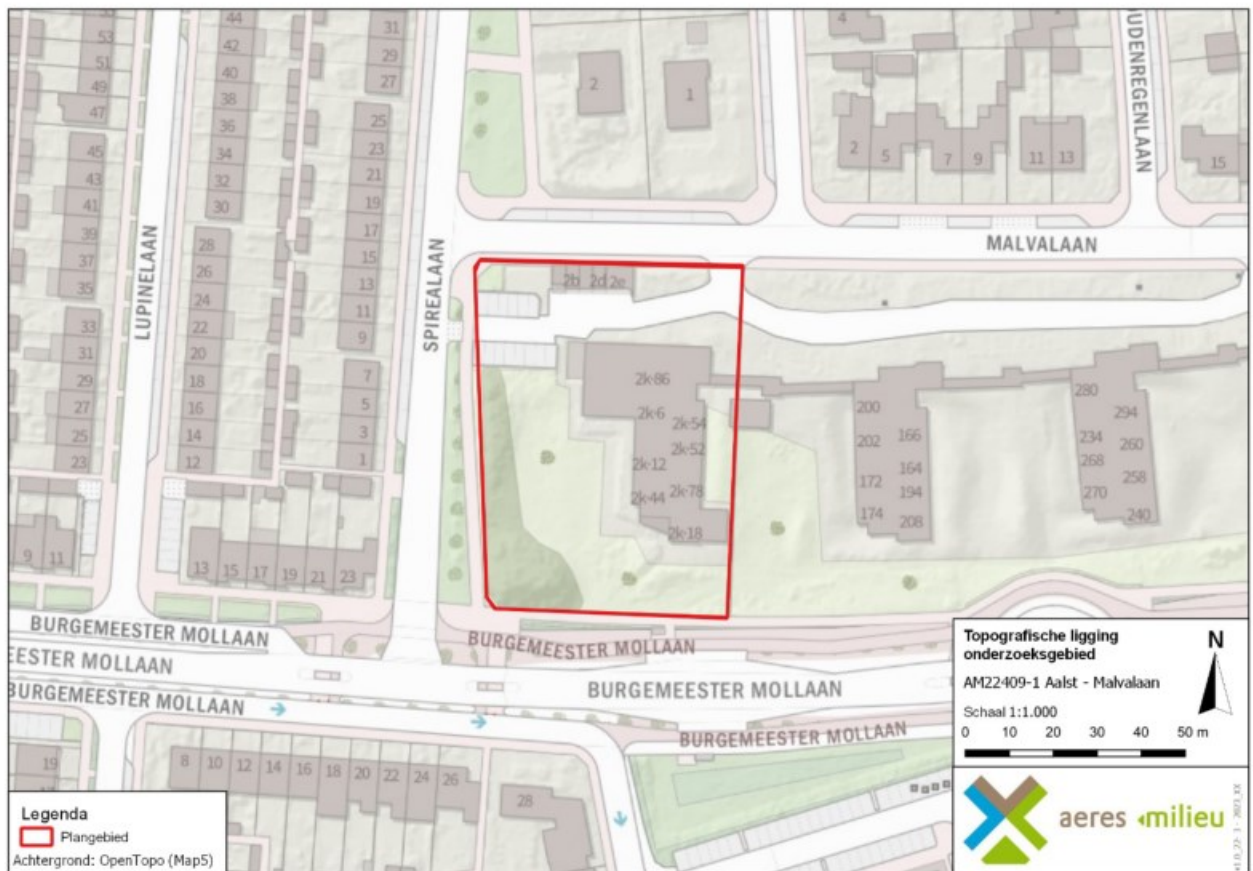 44
42
40
38
36
34
32
30
28
26
24
22
20
18
16
14
12
53
51
49
47
45
43
41
39
37
35
33
31
29
27
25
23
31
29
27
25
23
21
19
17
15
13
11
9
7
5
3
1
2
1
4
2
5
7
9
11
13
15
OUDENREGENLAAN
MALVALAAN
LUPINELAAN
SPIREALAAN
2b 2d 2e
2k-86
2k-6
2k-54
2k-52
2k-12
2k-44
2k-78
2k-18
200
202
166
172
164
194
174
208
280
294
234
260
268
258
270
240
9 11
13 15 17 19 21 23
BURGEMEESTER MOLLAAN
EESTER MOLLAAN
BURGEMEESTER MOLLAAN
BURGEMEESTER MOLLAAN
BURGEMEESTER MOLLAAN
BURGEMEESTER MOLLAAN
19
8 10 12 14 16 18 20 22 24 26
28
Topografische ligging
onderzoeksgebied
AM22409-1 Aalst - Malvalaan
Schaal 1:1.000
0 10 20 30 40 50 m
N
aeres milieu
Legenda
Plangebied
Achtergrond: OpenTopo (Map5)